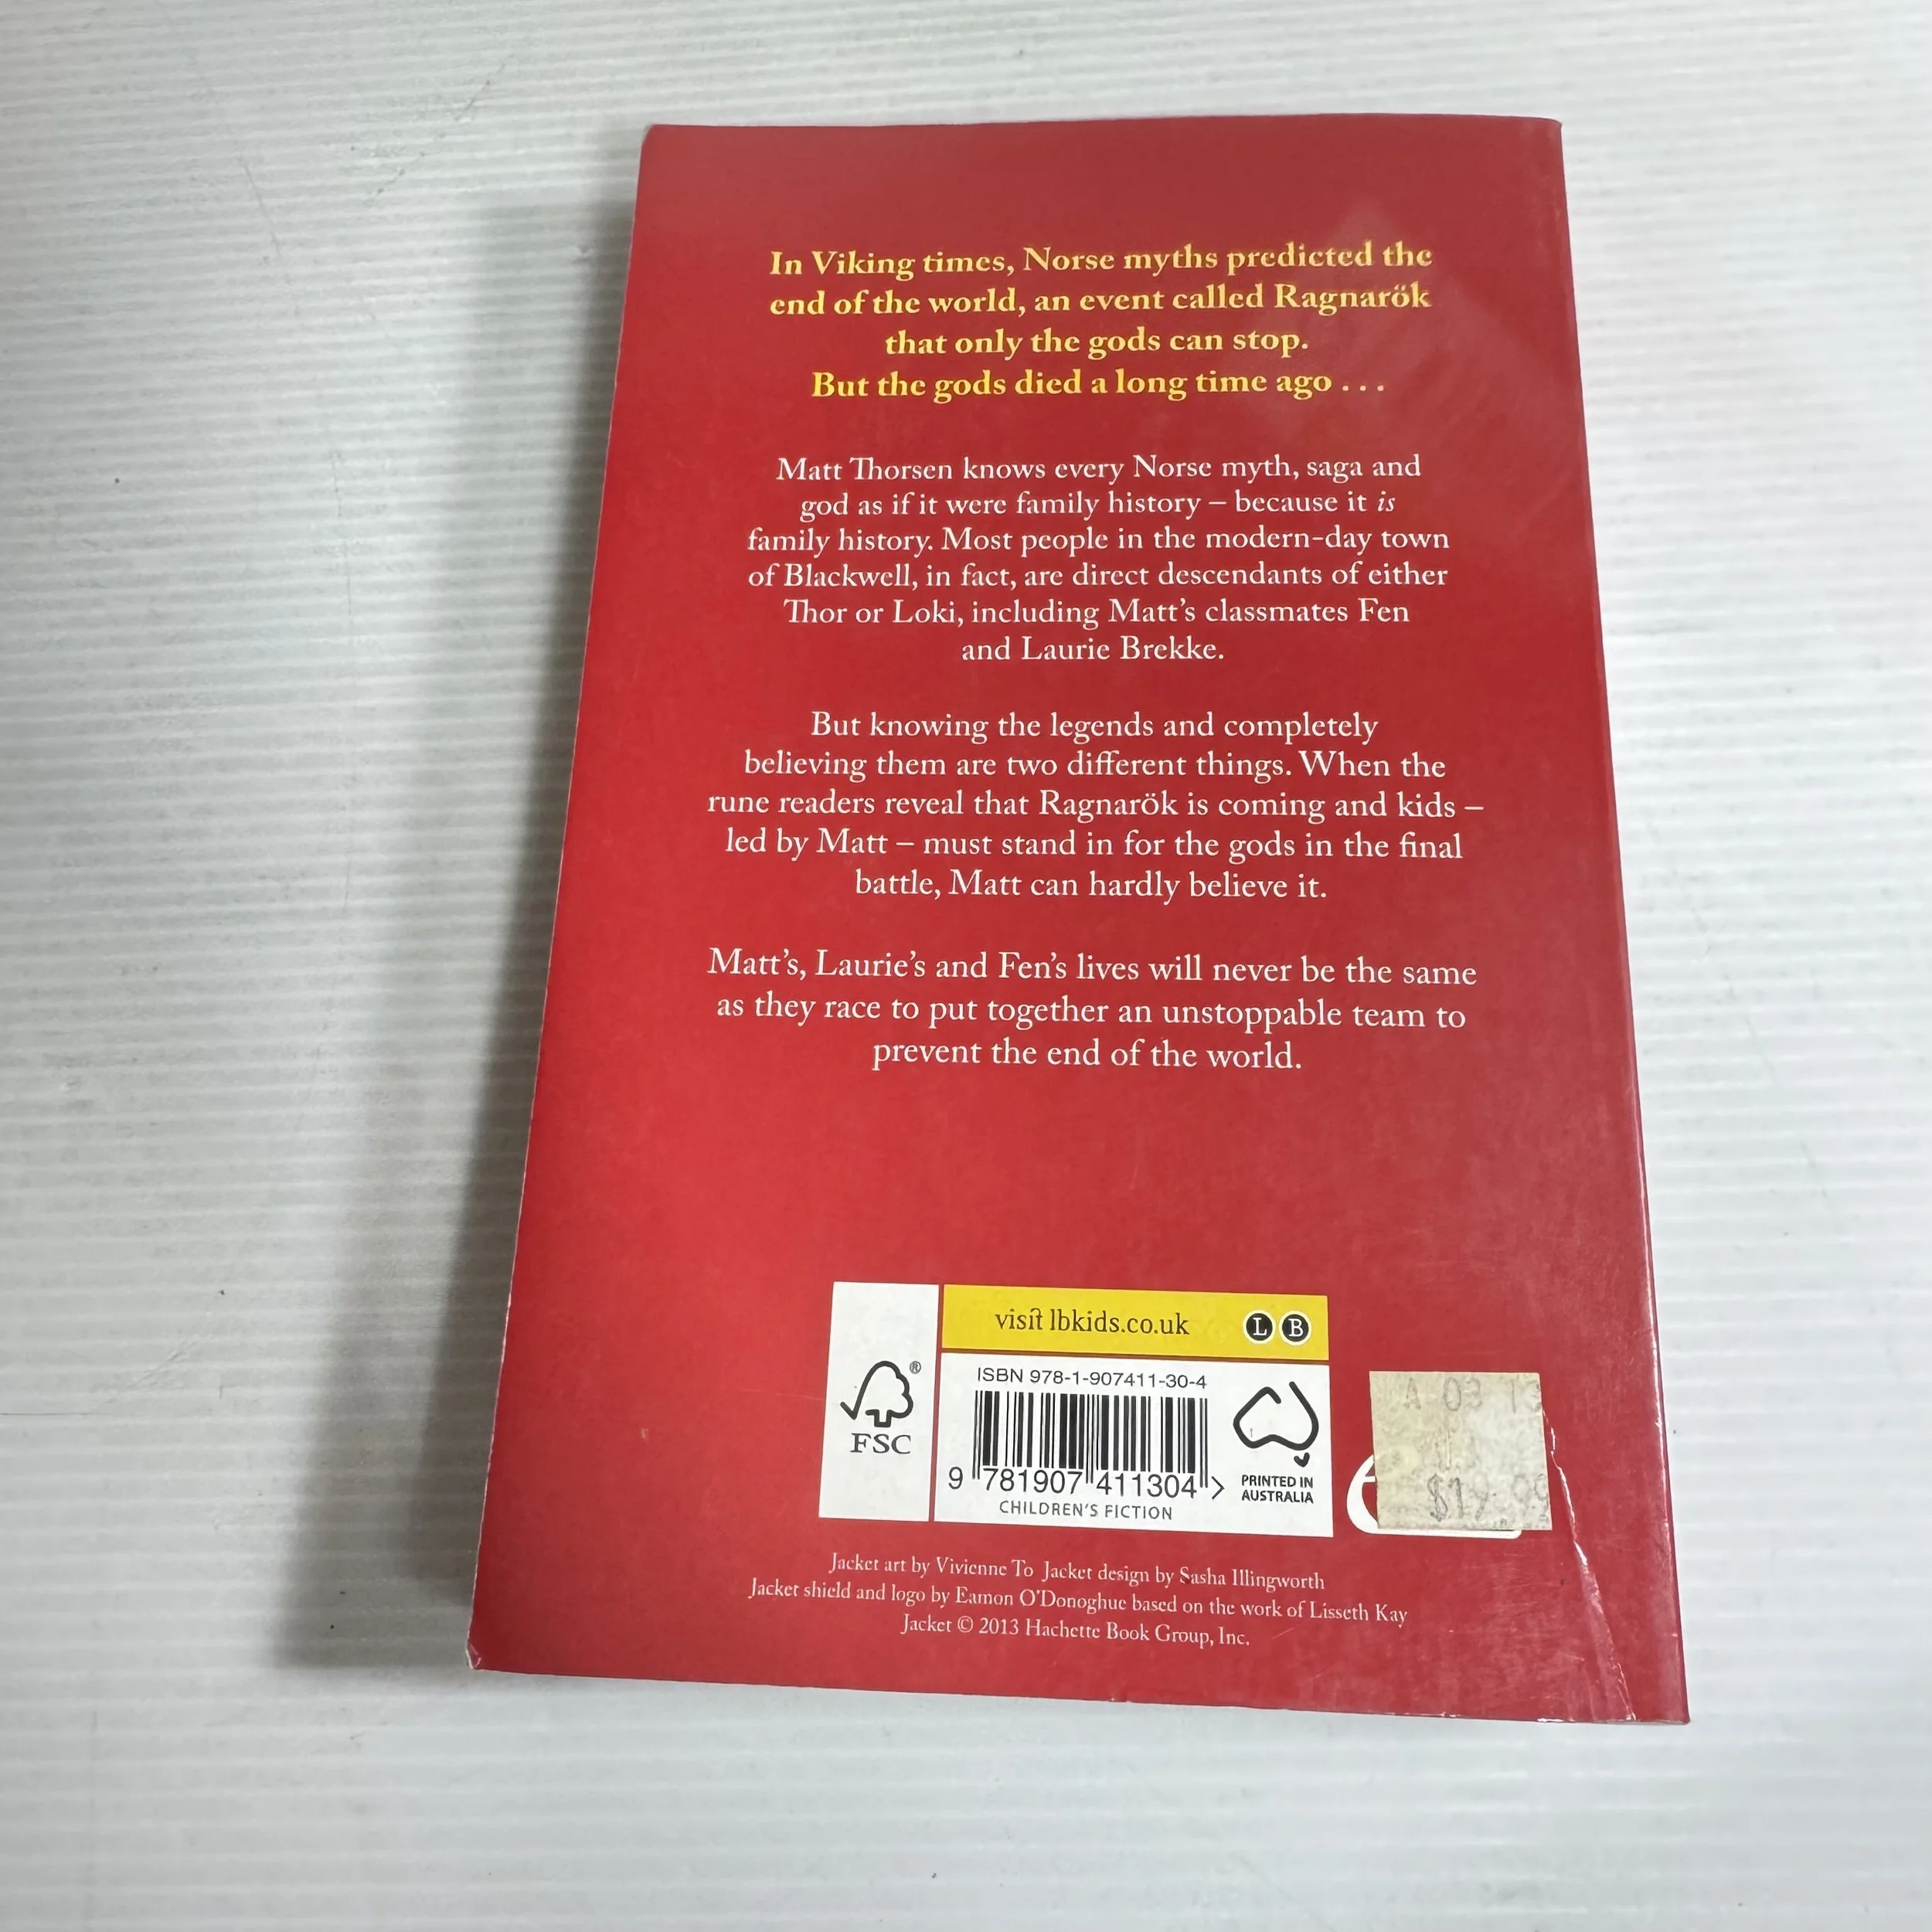 In Viking times, Norse myths predicted the
end of the world, an event called Ragnarök
that only the gods can stop.
But the gods died a long time ago . . .
Matt Thorsen knows every Norse myth, saga and
god as if it were family history – because it is
family history. Most people in the modern-day town
of Blackwell, in fact, are direct descendants of either
Thor or Loki, including Matt’s classmates Fen
and Laurie Brekke.
But knowing the legends and completely
believing them are two different things. When the
rune readers reveal that Ragnarök is coming and kids –
led by Matt – must stand in for the gods in the final
battle, Matt can hardly believe it.
Matt’s, Laurie’s and Fen’s lives will never be the same
as they race to put together an unstoppable team to
prevent the end of the world.
visit lbkids.co.uk L B
ISBN 978-1-907411-30-4
FSC ®
9 781907 411304 >
CHILDREN’S FICTION
PRINTED IN
AUSTRALIA
A 03 13
$19.99
Jacket art by Vivienne To Jacket design by Sasha Illingworth
Jacket shield and logo by Eamon O’Donoghue based on the work of Lisseth Kay
Jacket © 2013 Hachette Book Group, Inc.